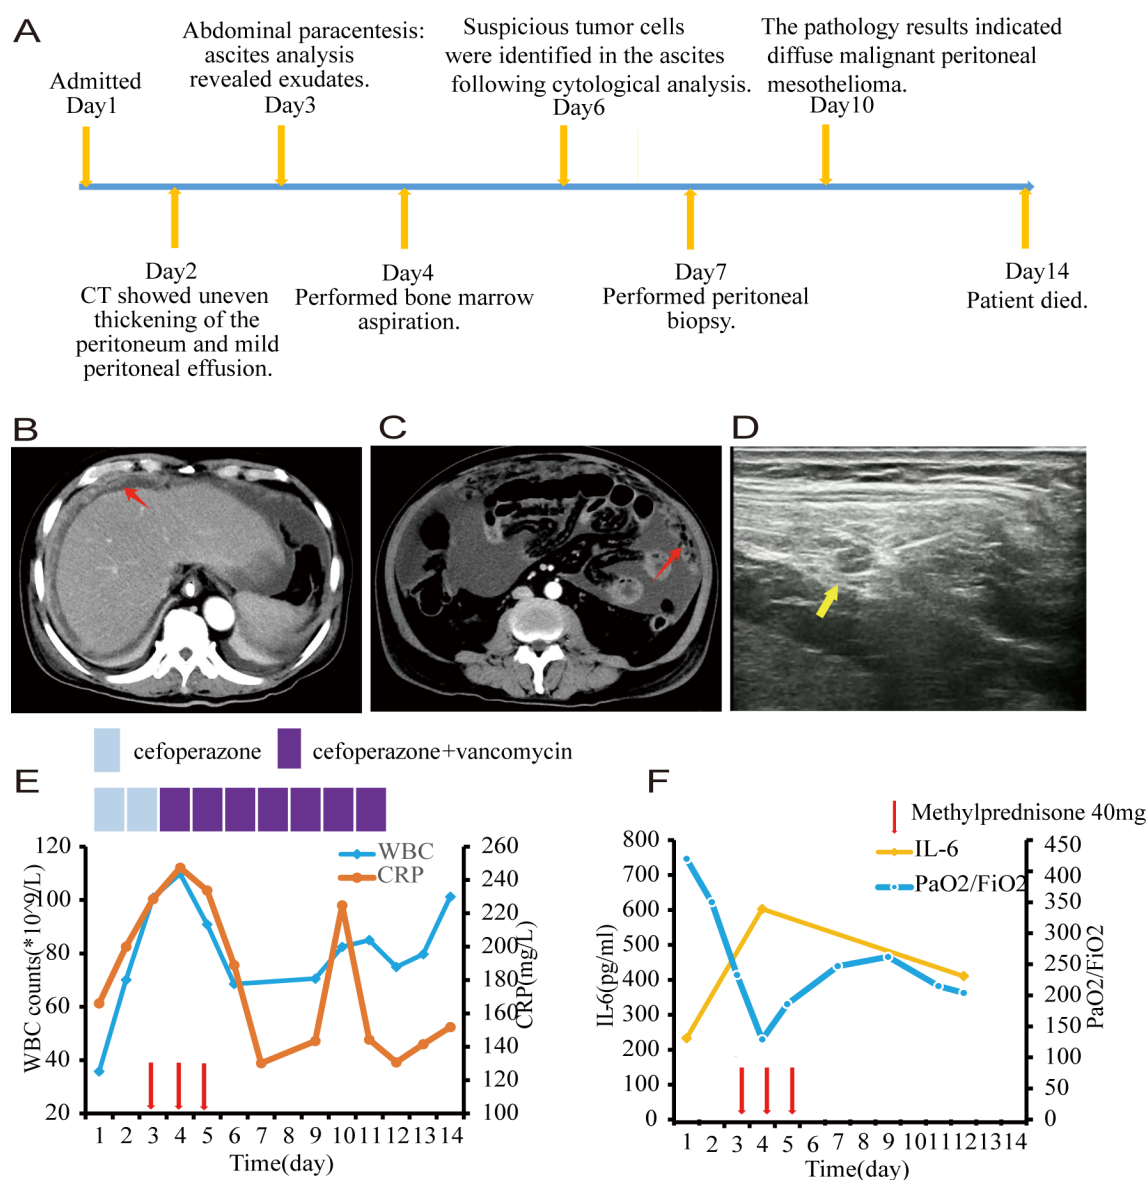 A
Admitted
Day1
Abdominal paracentesis:
ascites analysis
revealed exudates.
Day3
Suspicious tumor cells
were identified in the ascites
following cytological analysis.
Day6
The pathology results indicated
diffuse malignant peritoneal
mesothelioma.
Day10
Day2
CT showed uneven
thickening of the
peritoneum and mild
peritoneal effusion.
Day4
Performed bone marrow
aspiration.
Day7
Performed peritoneal
biopsy.
Day14
Patient died.
B
C
D
cefoperazone
cefoperazone+vancomycin
E
WBC
CRP
WBC counts(*10^9/L)
120
100
80
60
40
20
260
240
220
200
180
160
140
120
100
CRP(mg/L)
1 2 3 4 5 6 7 9 10 11 12 13 14
Time(day)
F
Methylprednisone 40mg
IL-6
PaO2/FiO2
IL-6(pg/ml)
800
700
600
500
400
300
200
100
0
450
400
350
300
250
200
150
100
50
0
PaO2/FiO2
1 2 3 4 5 6 7 8 9 10 11 12 13 14
Time(day)